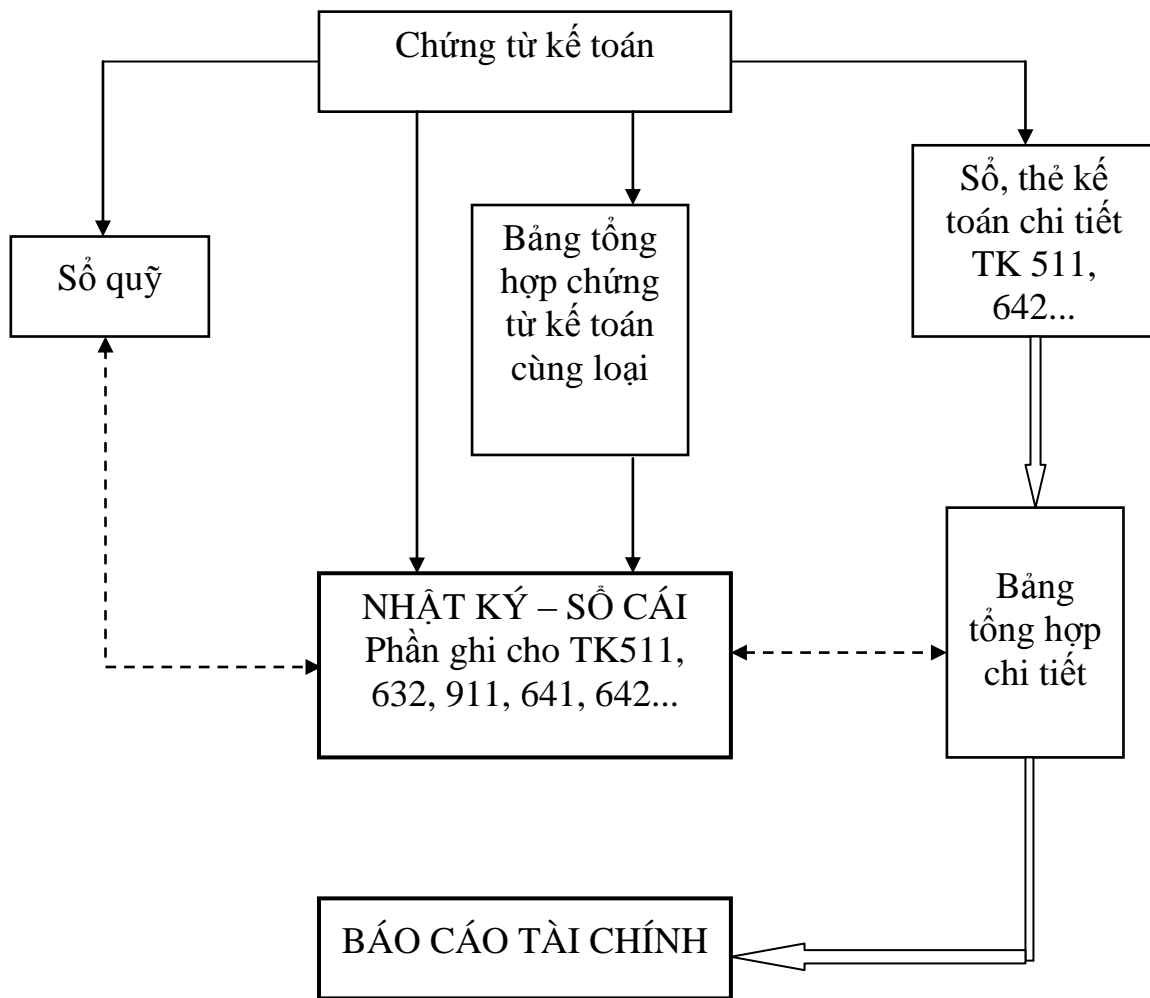 Chứng từ kế toán
Sổ quỹ
Bảng tổng
hợp chứng
từ kế toán
cùng loại
Sổ, thẻ kế
toán chi tiết
TK 511,
642...
NHẬT KÝ – SỔ CÁI
Phần ghi cho TK511,
632, 911, 641, 642...
Bảng
tổng hợp
chi tiết
BÁO CÁO TÀI CHÍNH